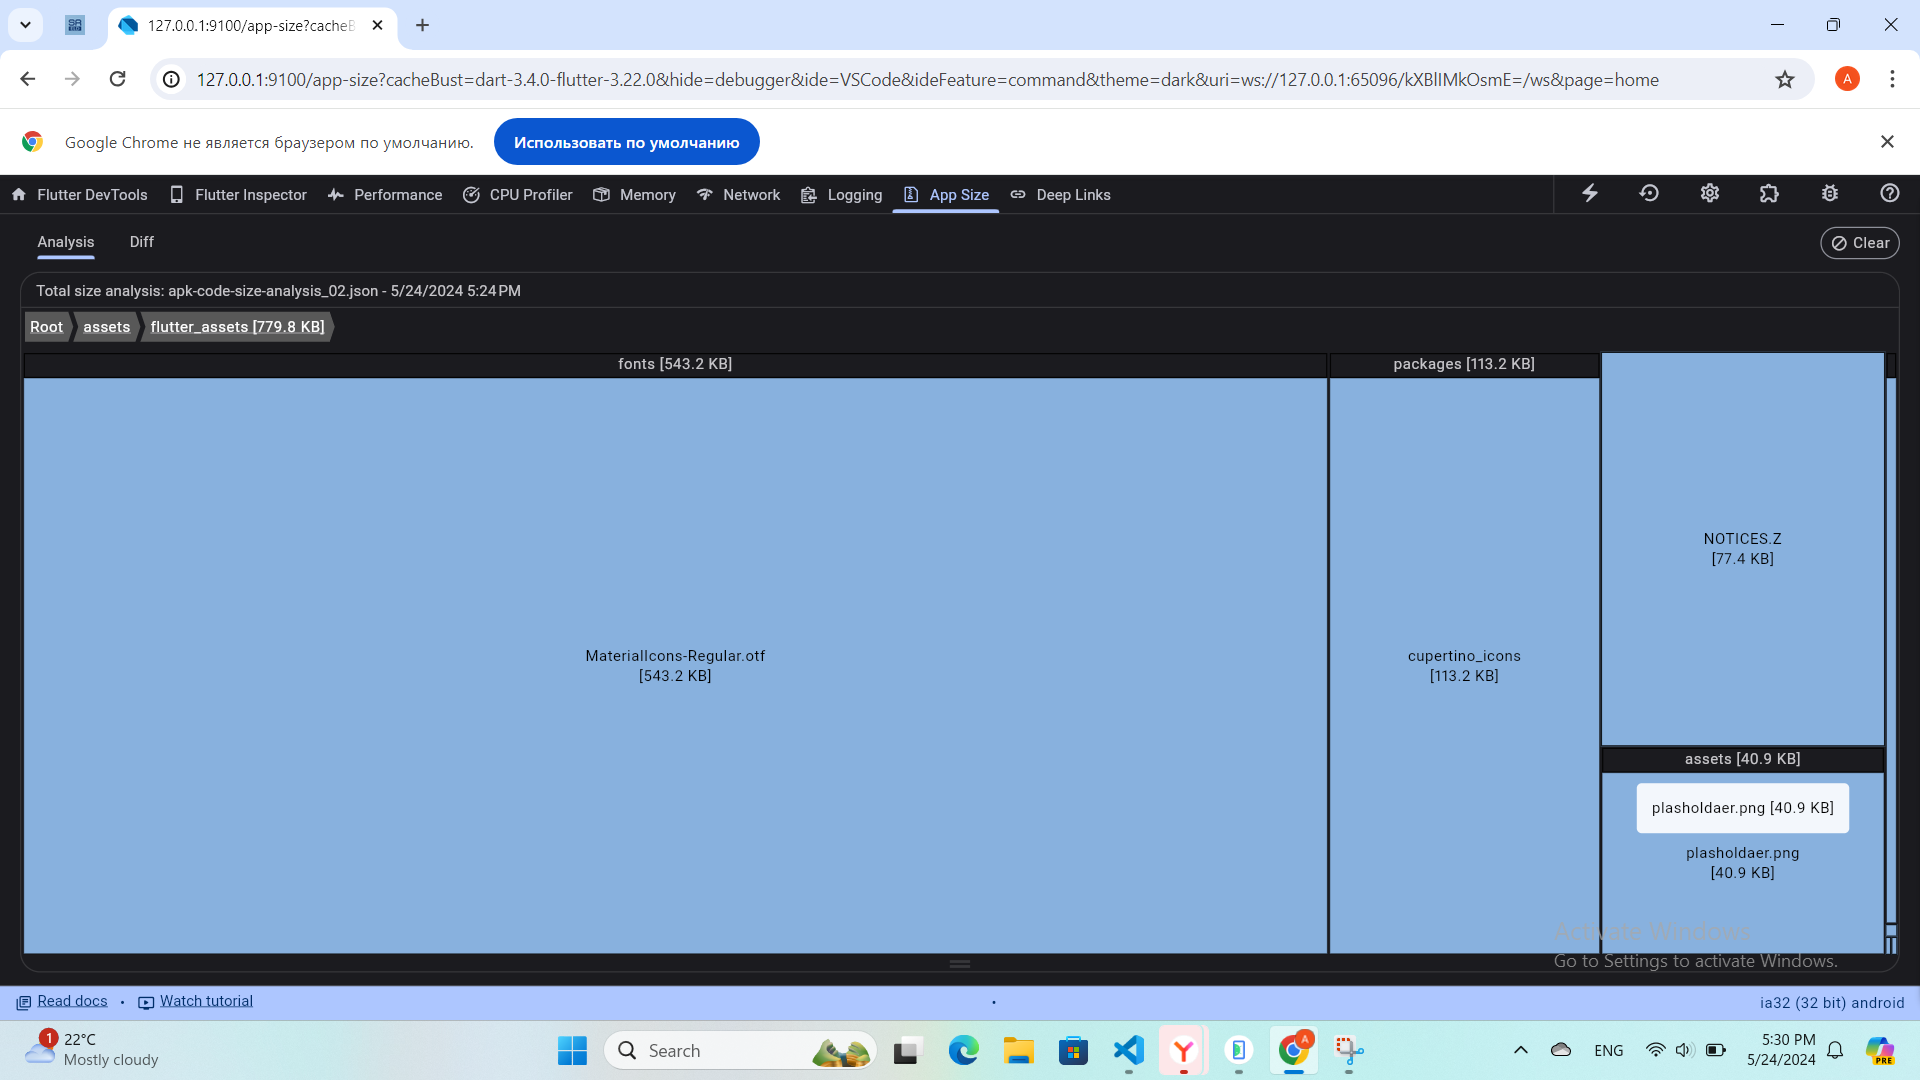 127.0.0.1:9100/app-size?cacheB
127.0.0.1:9100/app-size?cacheBust=dart-3.4.0-flutter-3.22.0&hide=debugger&ide=VSCode&ideFeature=command&theme=dark&uri=ws://127.0.0.1:65096/kXBlIMkOsmE=/ws&page=home
A
Google Chrome не является браузером по умолчанию.
Использовать по умолчанию
Flutter DevTools
Flutter Inspector
Performance
CPU Profiler
Memory
Network
Logging
App Size
Deep Links
Analysis
Diff
Clear
Total size analysis: apk-code-size-analysis_02.json - 5/24/2024 5:24 PM
Root
assets
flutter_assets [779.8 KB]
fonts [543.2 KB]
packages [113.2 KB]
NOTICES.Z
[77.4 KB]
MaterialIcons-Regular.otf
[543.2 KB]
cupertino_icons
[113.2 KB]
assets [40.9 KB]
plasholdaer.png [40.9 KB]
plasholdaer.png
[40.9 KB]
Activate Windows
Go to Settings to activate Windows.
Read docs
•
Watch tutorial
•
ia32 (32 bit) android
1
22°C
Mostly cloudy
Search
A
ENG
5:30 PM
5/24/2024
PRE